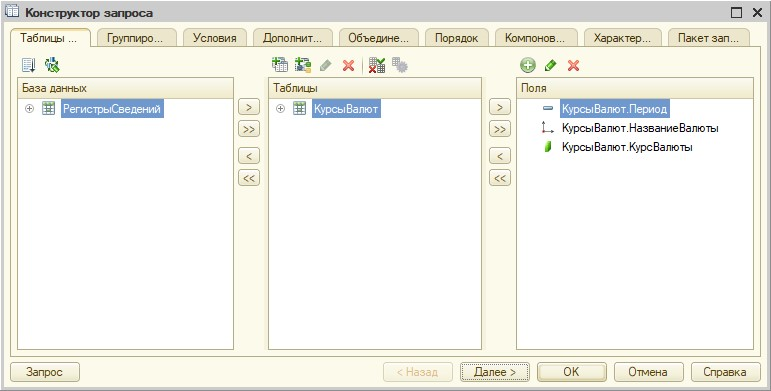 Конструктор запроса
Таблицы ...
Группиро...
Условия
Дополнит...
Объедине...
Порядок
Компонов...
Характер...
Пакет зап...
База данных
Таблицы
Поля
РегистрыСведений
>
КурсыВалют
>
КурсыВалют.Период
>>
>>
КурсыВалют.НазваниеВалюты
<
<
КурсыВалют.КурсВалюты
<<
<<
Запрос
< Назад
Далее >
OK
Отмена
Справка